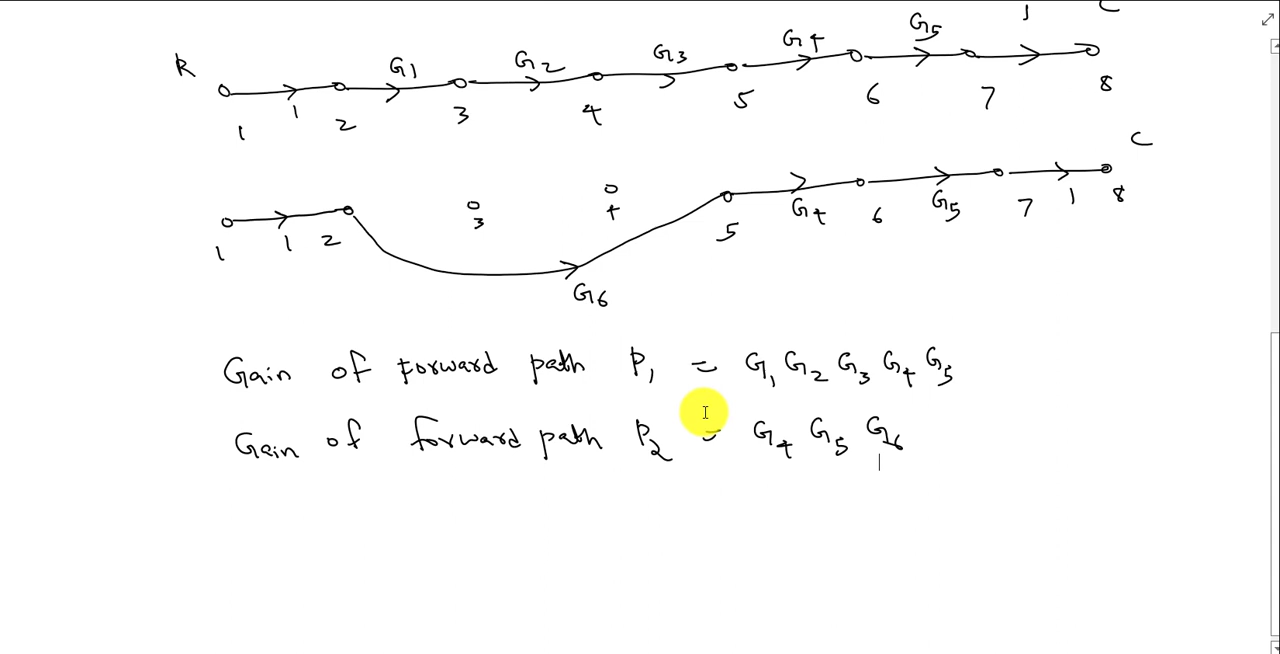 1 C
R G1 G2 G3 G4 G5
1 1 2 3 4 5 6 7 8
C
1 1 2 3 4 5 G4 6 G5 7 1 8
G6
Gain of forward path P1 = G1 G2 G3 G4 G5
Gain of forward path P2 = G4 G5 G6